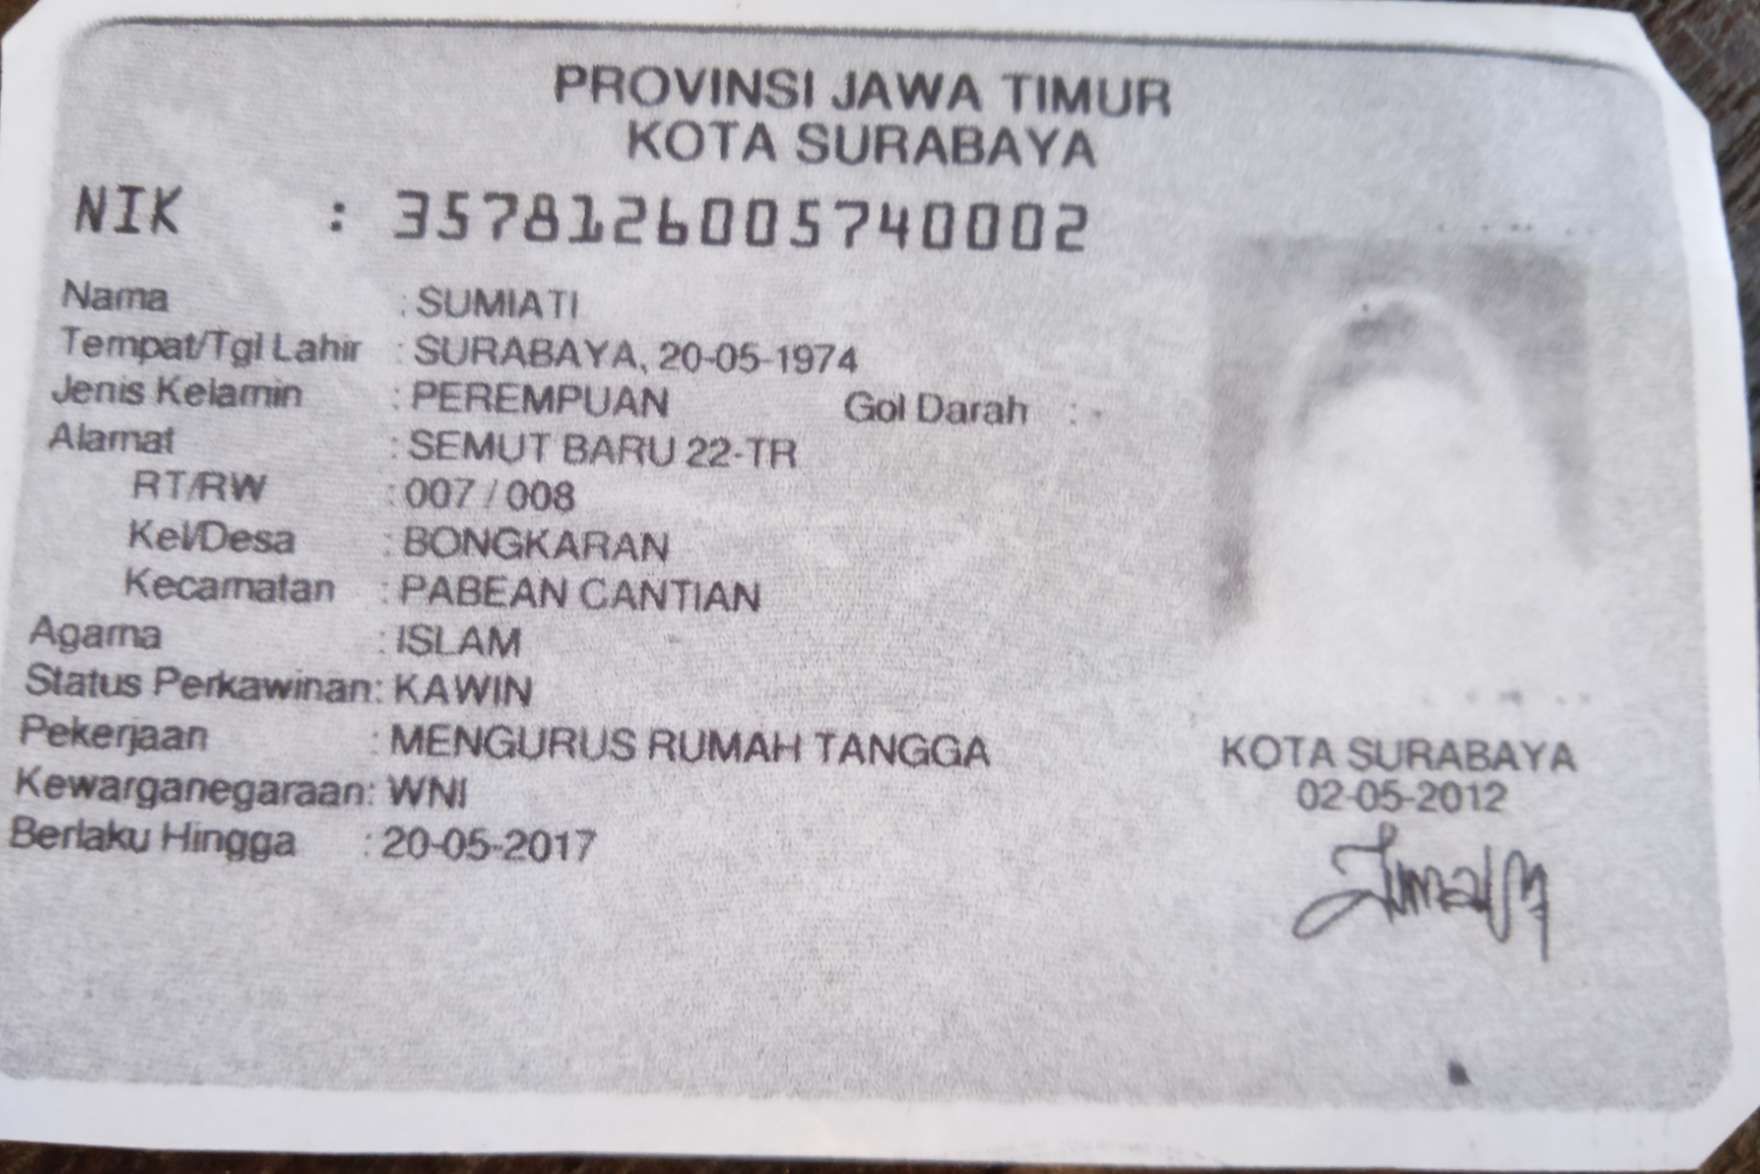 PROVINSI JAWA TIMUR
KOTA SURABAYA
NIK : 3578126005740002
Nama : SUMIATI
Tempat/Tgl Lahir : SURABAYA, 20-05-1974
Jenis Kelamin : PEREMPUAN Gol Darah : -
Alamat : SEMUT BARU 22-TR
RT/RW : 007 / 008
Kel/Desa : BONGKARAN
Kecamatan : PABEAN CANTIAN
Agama : ISLAM
Status Perkawinan: KAWIN
Pekerjaan : MENGURUS RUMAH TANGGA
Kewarganegaraan: WNI
Berlaku Hingga : 20-05-2017
KOTA SURABAYA
02-05-2012